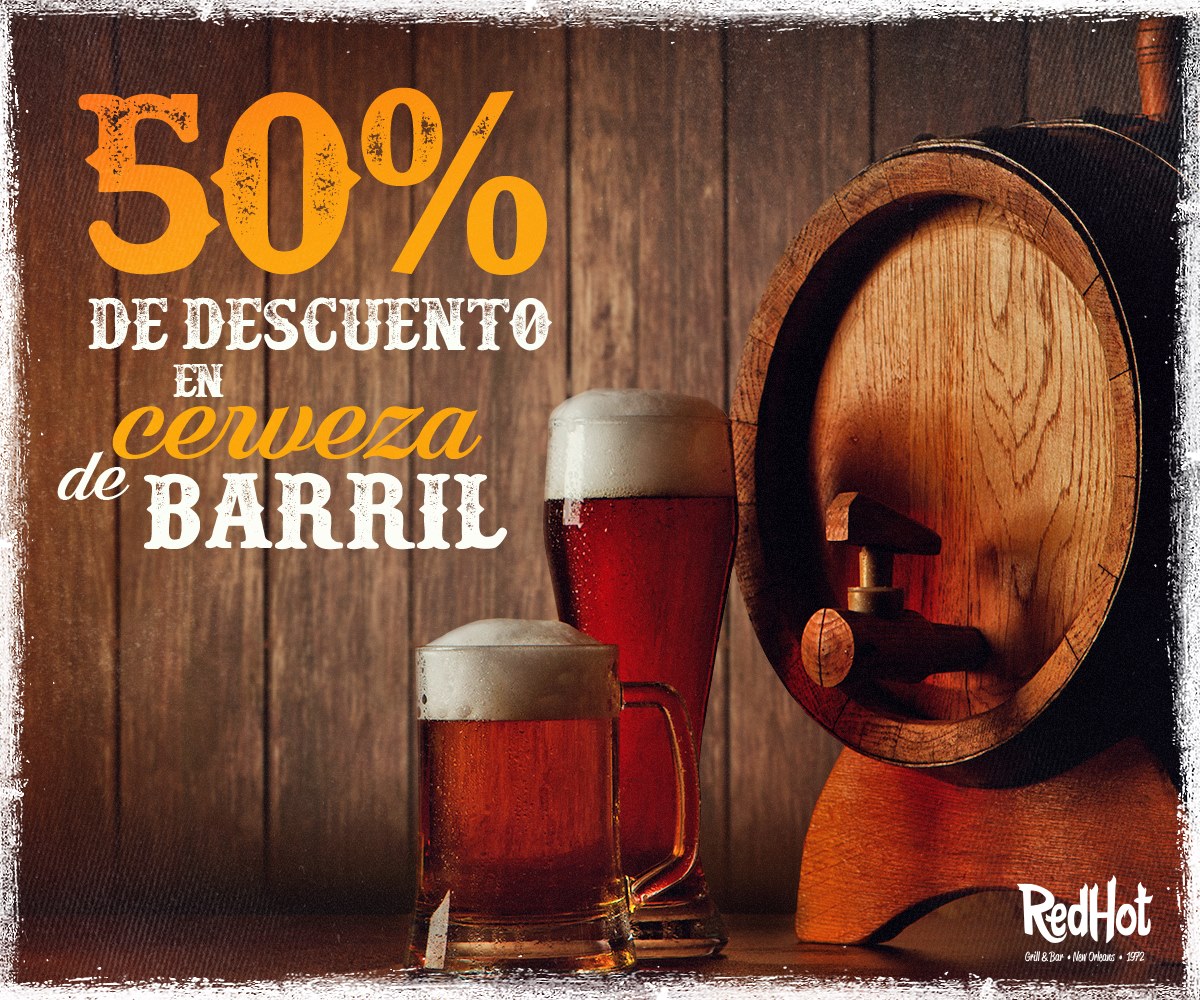 50%
DE DESCUENTO
EN
cerveza
de BARRIL
RedHot
Grill & Bar • New Orleans • 1972